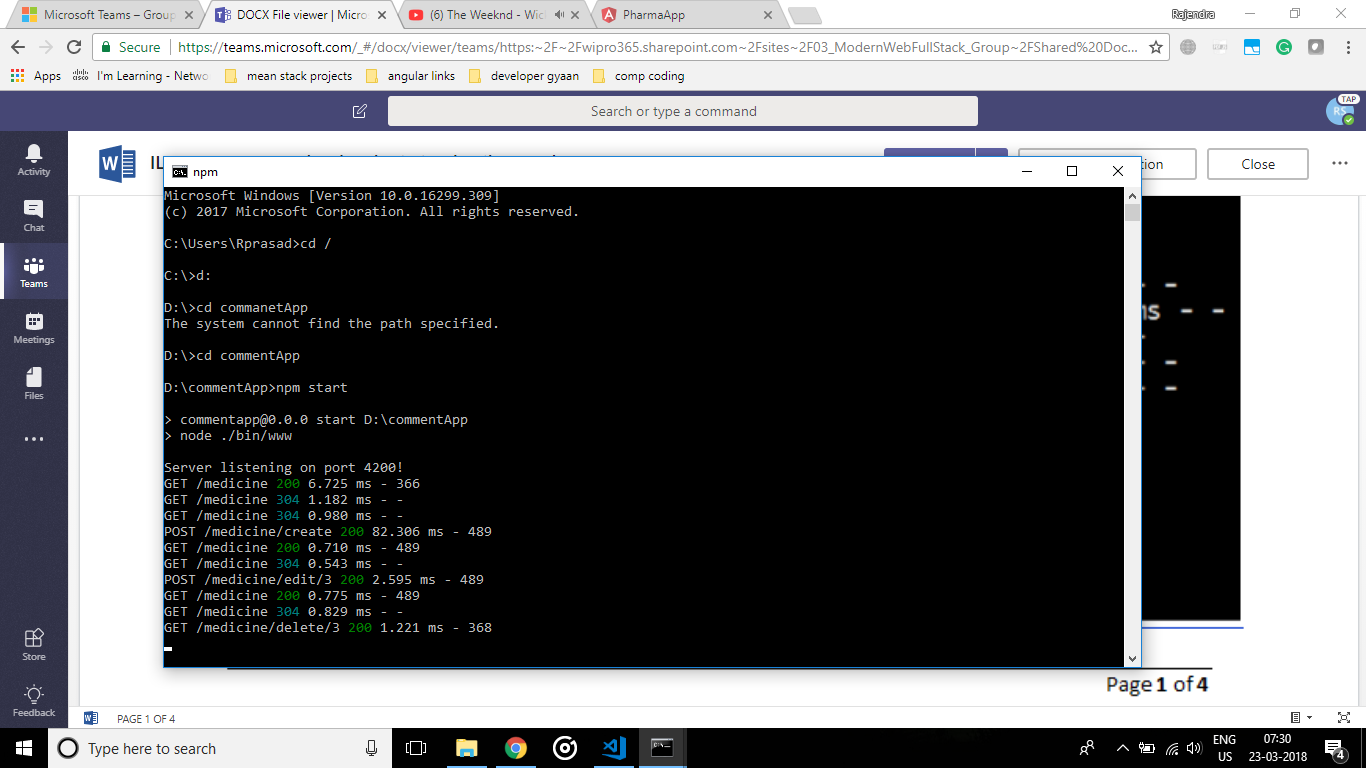 Microsoft Teams – Group
DOCX File viewer | Micro
(6) The Weeknd - Wic
PharmaApp
Rajendra
Secure
https://teams.microsoft.com/_#/docx/viewer/teams/https:~2F~2Fwipro365.sharepoint.com~2Fsites~2F03_ModernWebFullStack_Group~2FShared%20Doc...
Apps
I'm Learning - Netwo
mean stack projects
angular links
developer gyaan
comp coding
Search or type a command
RS
TAP
Activity
Chat
Teams
Meetings
Files
Store
Feedback
IL
tion
Close
npm
Microsoft Windows [Version 10.0.16299.309]
(c) 2017 Microsoft Corporation. All rights reserved.
C:\Users\Rprasad>cd /
C:\>d:
D:\>cd commanetApp
The system cannot find the path specified.
D:\>cd commentApp
D:\commentApp>npm start
> commentapp@0.0.0 start D:\commentApp
> node ./bin/www
Server listening on port 4200!
GET /medicine 200 6.725 ms - 366
GET /medicine 304 1.182 ms - -
GET /medicine 304 0.980 ms - -
POST /medicine/create 200 82.306 ms - 489
GET /medicine 200 0.710 ms - 489
GET /medicine 304 0.543 ms - -
POST /medicine/edit/3 200 2.595 ms - 489
GET /medicine 200 0.775 ms - 489
GET /medicine 304 0.829 ms - -
GET /medicine/delete/3 200 1.221 ms - 368
ms - -
Page 1 of 4
PAGE 1 OF 4
Type here to search
ENG
US
07:30
23-03-2018
4